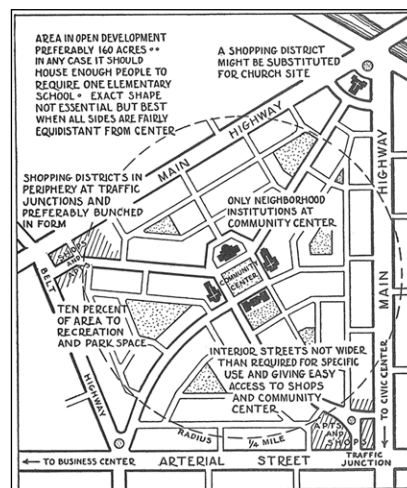 AREA IN OPEN DEVELOPMENT
PREFERABLY 160 ACRES ••
IN ANY CASE IT SHOULD
HOUSE ENOUGH PEOPLE TO
REQUIRE ONE ELEMENTARY
SCHOOL • EXACT SHAPE
NOT ESSENTIAL BUT BEST
WHEN ALL SIDES ARE FAIRLY
EQUIDISTANT FROM CENTER
A SHOPPING DISTRICT
MIGHT BE SUBSTITUTED
FOR CHURCH SITE
MAIN HIGHWAY
HIGHWAY
MAIN
SHOPPING DISTRICTS IN
PERIPHERY AT TRAFFIC
JUNCTIONS AND
PREFERABLY BUNCHED
IN FORM
ONLY NEIGHBORHOOD
INSTITUTIONS AT
COMMUNITY CENTER
SHOPS
AND
APTS
BELT
HIGHWAY
COMMUNITY
CENTER
TEN PERCENT
OF AREA TO
RECREATION
AND PARK SPACE
INTERIOR STREETS NOT WIDER
THAN REQUIRED FOR SPECIFIC
USE AND GIVING EASY
ACCESS TO SHOPS
AND COMMUNITY
CENTER
TO CIVIC CENTER
RADIUS 1/4 MILE
APTS
AND
SHOPS
TO BUSINESS CENTER
ARTERIAL STREET
TRAFFIC
JUNCTION